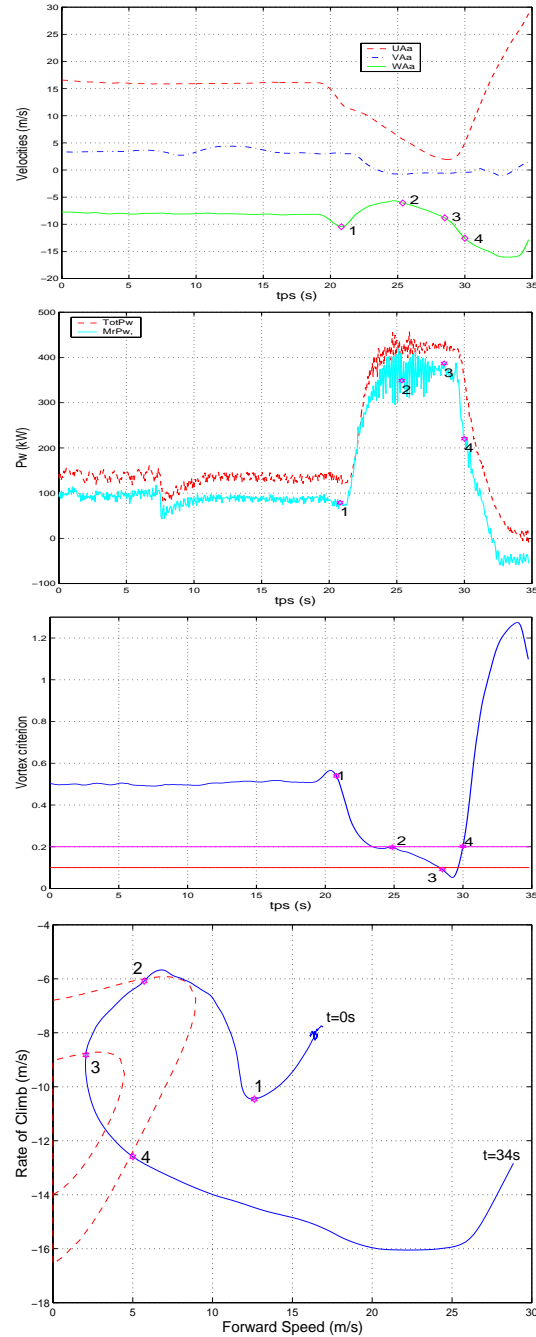 30
25
20
15
10
5
0
−5
−10
−15
−20
Velocities (m/s)
UAa
VAa
WAa
1
2
3
4
0 5 10 15 20 25 30 35
tps (s)
500
400
300
200
100
0
−100
Pw (kW)
TotPw
MrPw,
1
2
3
4
0 5 10 15 20 25 30 35
tps (s)
1.2
1
0.8
0.6
0.4
0.2
0
Vortex criterion
1
2
3
4
0 5 10 15 20 25 30 35
tps (s)
−4
−6
−8
−10
−12
−14
−16
−18
Rate of Climb (m/s)
2
t=0s
3
1
4
t=34s
0 5 10 15 20 25 30
Forward Speed (m/s)